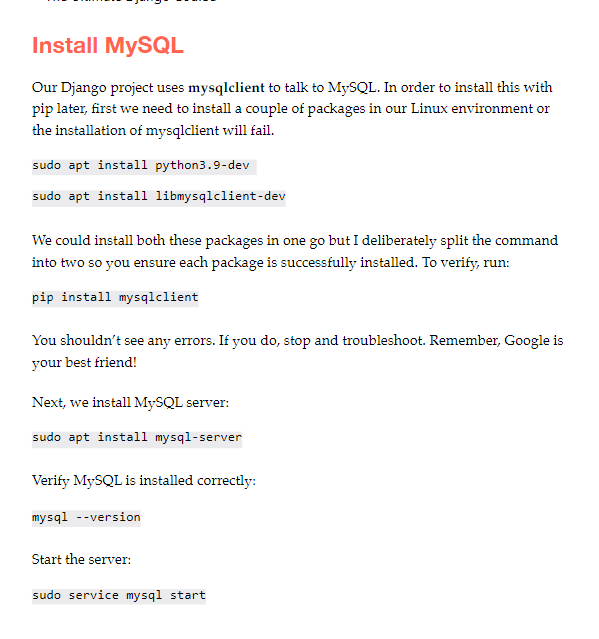 The Ultimate Django Series
Install MySQL
Our Django project uses mysqlclient to talk to MySQL. In order to install this with
pip later, first we need to install a couple of packages in our Linux environment or
the installation of mysqlclient will fail.
sudo apt install python3.9-dev
sudo apt install libmysqlclient-dev
We could install both these packages in one go but I deliberately split the command
into two so you ensure each package is successfully installed. To verify, run:
pip install mysqlclient
You shouldn’t see any errors. If you do, stop and troubleshoot. Remember, Google is
your best friend!
Next, we install MySQL server:
sudo apt install mysql-server
Verify MySQL is installed correctly:
mysql --version
Start the server:
sudo service mysql start